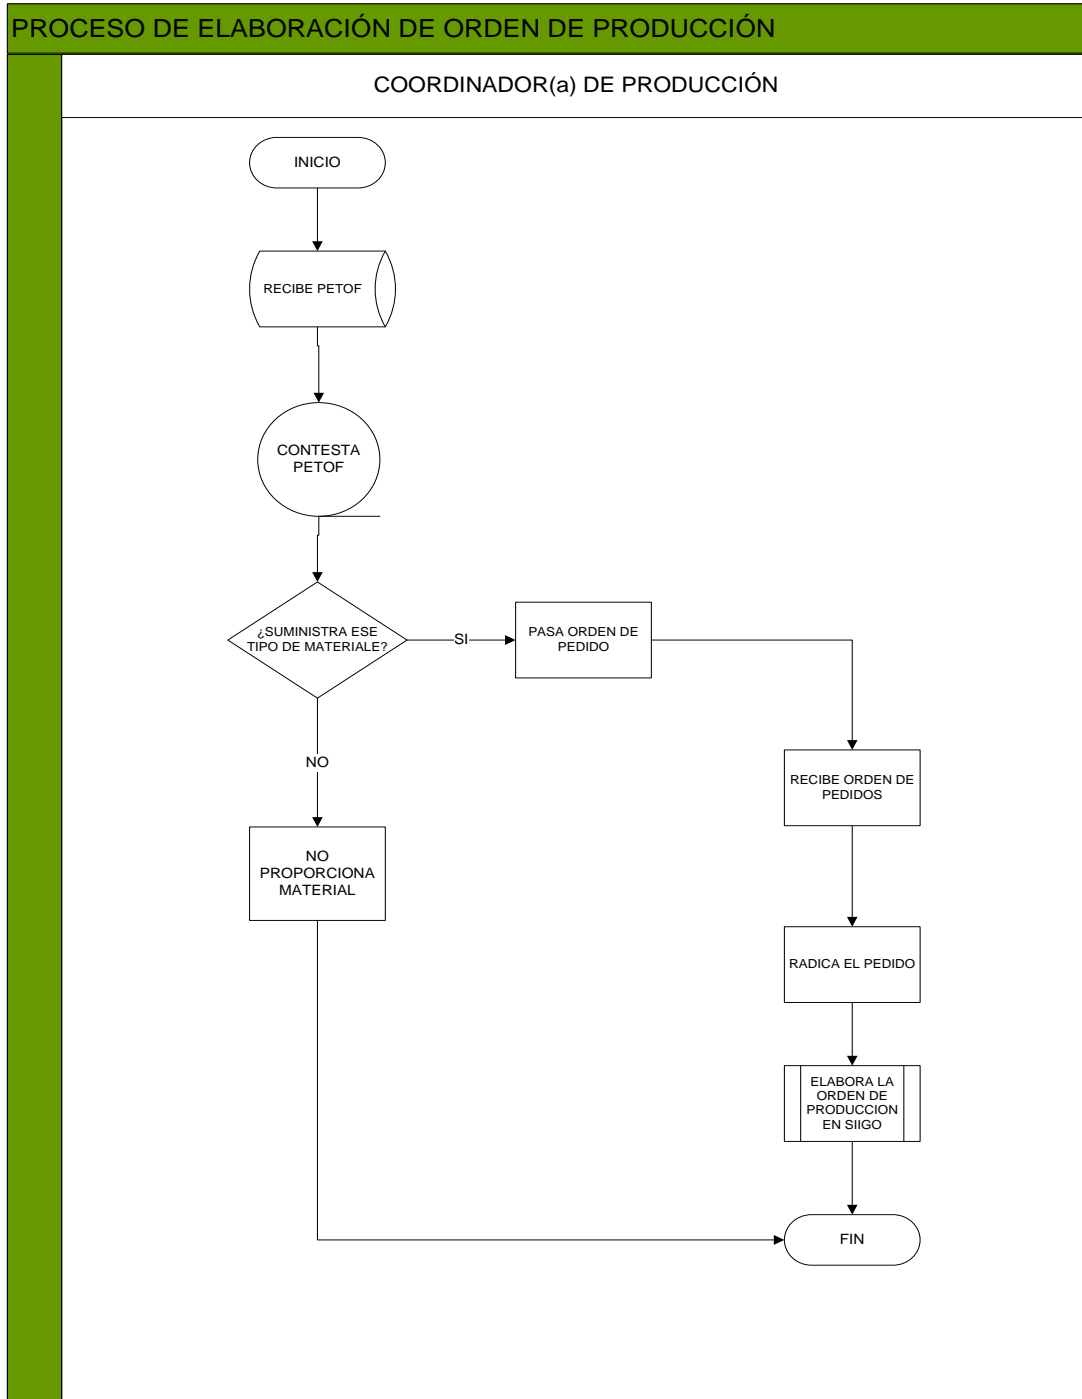 PROCESO DE ELABORACIÓN DE ORDEN DE PRODUCCIÓN
COORDINADOR(a) DE PRODUCCIÓN
INICIO
RECIBE PETOF
CONTESTA
PETOF
¿SUMINISTRA ESE
TIPO DE MATERIALE?
SI
PASA ORDEN DE
PEDIDO
RECIBE ORDEN DE
PEDIDOS
NO
NO
PROPORCIONA
MATERIAL
RADICA EL PEDIDO
ELABORA LA
ORDEN DE
PRODUCCION
EN SIIGO
FIN